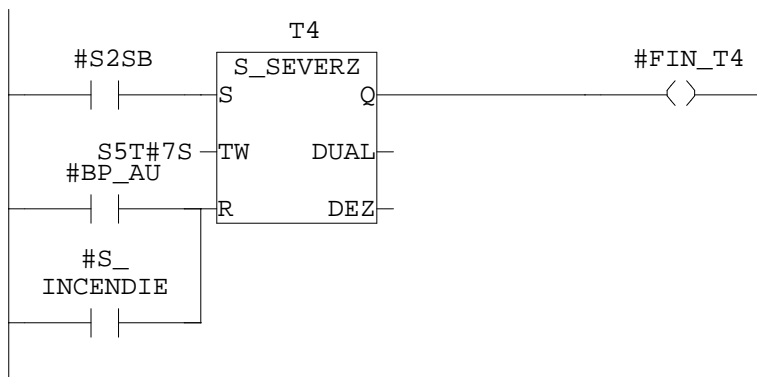 T4
#S2SB
S_SEVERZ
#FIN_T4
S Q
S5T#7S TW DUAL
#BP_AU
R DEZ
#S_
INCENDIE